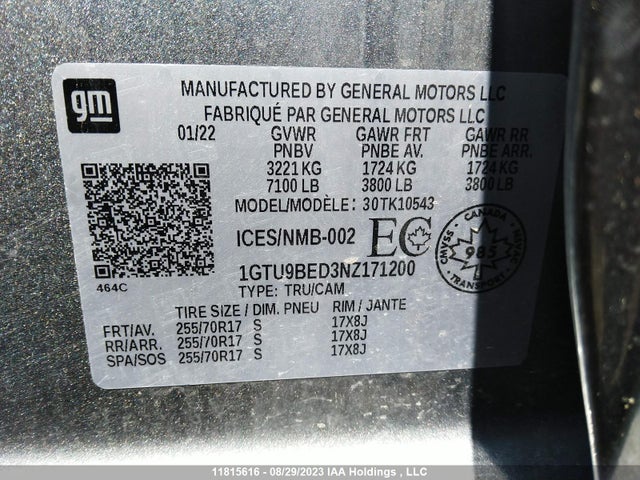 gm
MANUFACTURED BY GENERAL MOTORS LLC
FABRIQUÉ PAR GENERAL MOTORS LLC
01/22 GVWR GAWR FRT GAWR RR
PNBV PNBE AV. PNBE ARR.
3221 KG 1724 KG 1724 KG
7100 LB 3800 LB 3800 LB
MODEL/MODÈLE: 30TK10543
ICES/NMB-002 EC
CANADA
985
NSVAC
SVNMAC
1GTU9BED3NZ171200
464C
TYPE: TRU/CAM
TIRE SIZE / DIM. PNEU RIM / JANTE
FRT/AV. 255/70R17 S 17X8J
RR/ARR. 255/70R17 S 17X8J
SPA/SOS 255/70R17 S 17X8J
11815616 - 08/29/2023 IAA Holdings , LLC